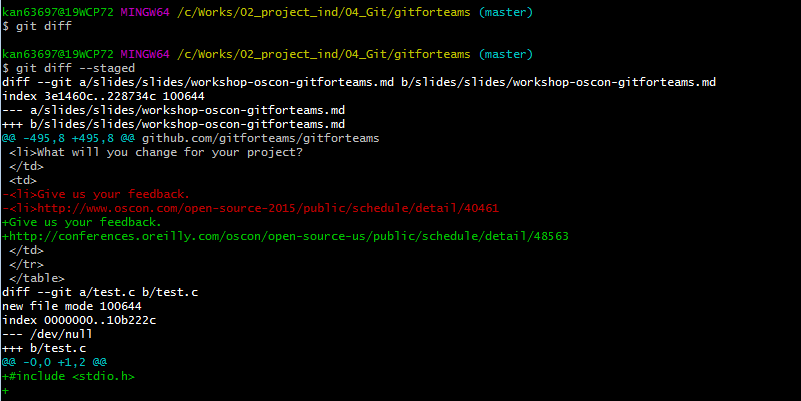 kan63697@19WCP72 MINGW64 /c/Works/02_project_ind/04_Git/gitforteams (master)
$ git diff
kan63697@19WCP72 MINGW64 /c/Works/02_project_ind/04_Git/gitforteams (master)
$ git diff --staged
diff --git a/slides/slides/workshop-oscon-gitforteams.md b/slides/slides/workshop-oscon-gitforteams.md
index 3e1460c..228734c 100644
--- a/slides/slides/workshop-oscon-gitforteams.md
+++ b/slides/slides/workshop-oscon-gitforteams.md
@@ -495,8 +495,8 @@ github.com/gitforteams/gitforteams
 <li>What will you change for your project?
 </td>
 <td>
-<li>Give us your feedback.
-<li>http://www.oscon.com/open-source-2015/public/schedule/detail/40461
+Give us your feedback.
+http://conferences.oreilly.com/oscon/open-source-us/public/schedule/detail/48563
 </td>
 </tr>
 </table>
diff --git a/test.c b/test.c
new file mode 100644
index 0000000..10b222c
--- /dev/null
+++ b/test.c
@@ -0,0 +1,2 @@
+#include <stdio.h>
+